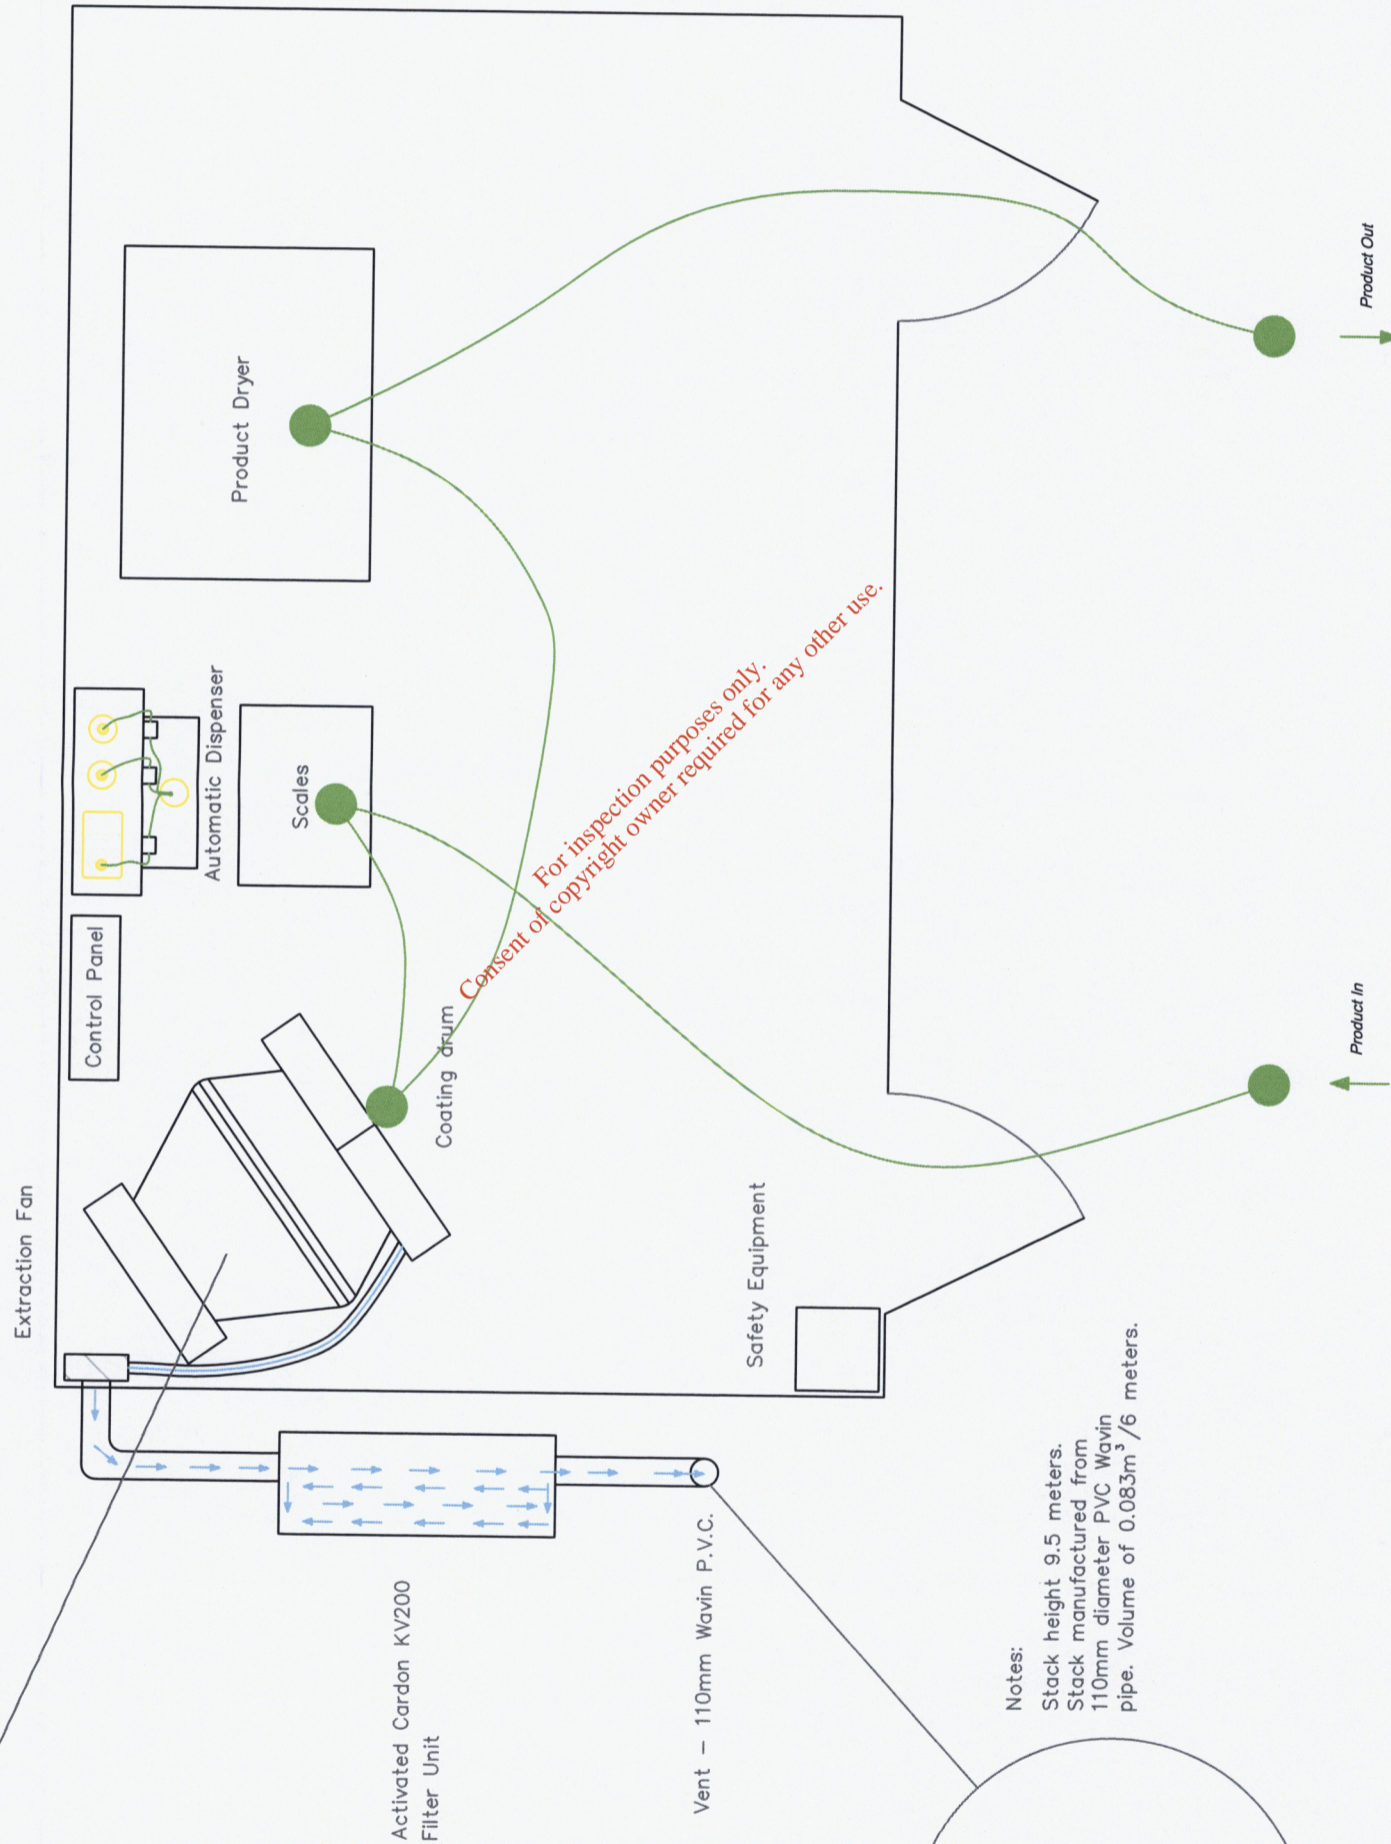 Extraction Fan
Control Panel
Automatic Dispenser
Scales
Product Dryer
Coating drum
Safety Equipment
Product In
Product Out
Activated Cardon KV200
Filter Unit
Vent – 110mm Wavin P.V.C.
Notes:
Stack height 9.5 meters.
Stack manufactured from
110mm diameter PVC Wavin
pipe. Volume of 0.083m³/6 meters.
For inspection purposes only.
Consent of copyright owner required for any other use.